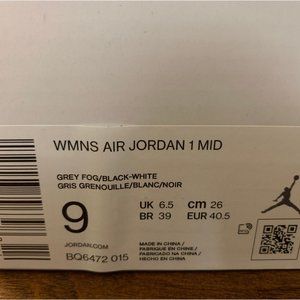 WMNS AIR JORDAN 1 MID
GREY FOG/BLACK-WHITE
GRIS GRENOUILLE/BLANC/NOIR
9
UK 6.5 cm 26
BR 39 EUR 40.5
JORDAN.COM
BQ6472 015
MADE IN CHINA /
FABRIQUÉ EN CHINE /
FABRICADO NA CHINA /
HECHO EN CHINA